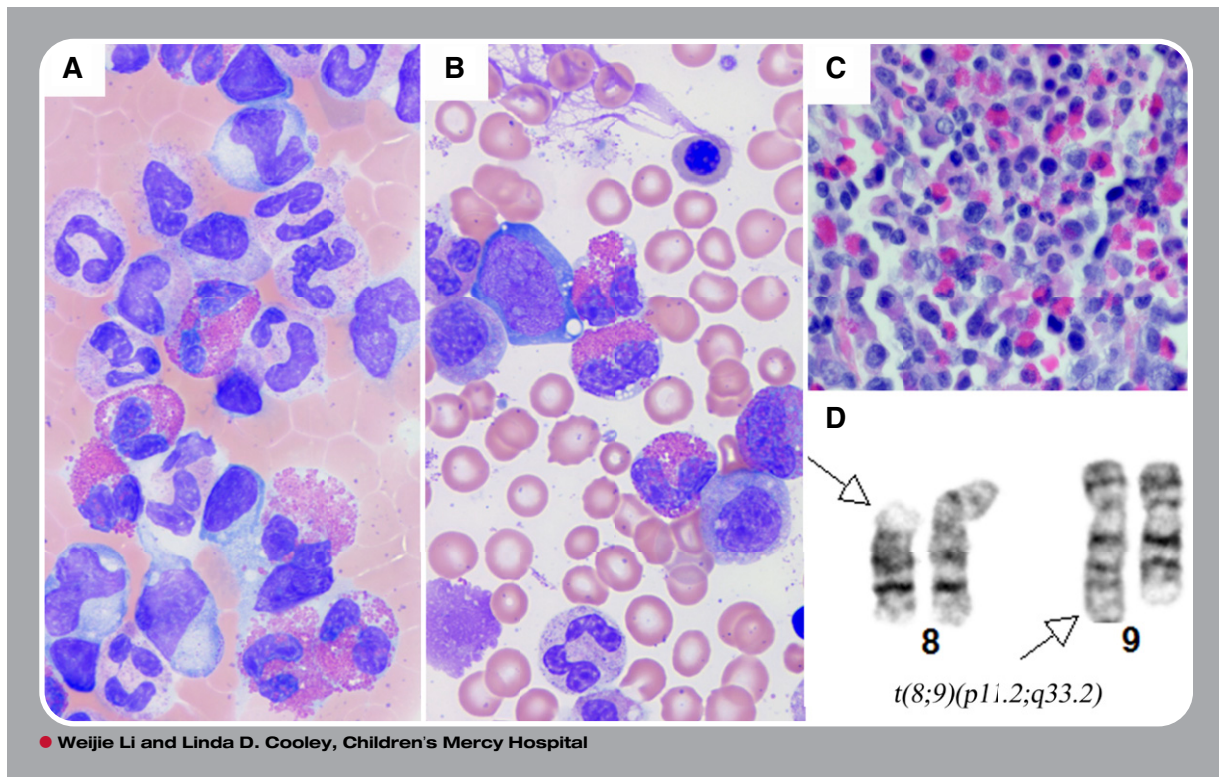 A
B
C
D
8
9
t(8;9)(p11.2;q33.2)
Weijie Li and Linda D. Cooley, Children's Mercy Hospital